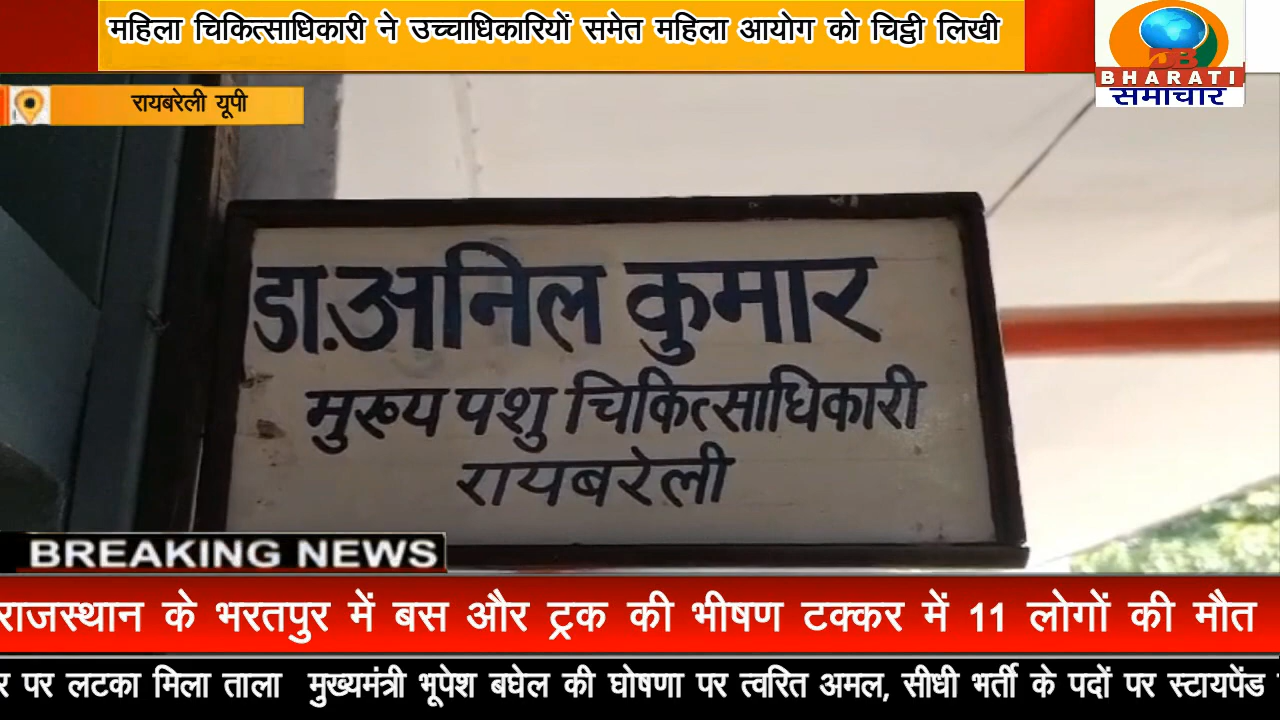 महिला चिकित्साधिकारी ने उच्चाधिकारियों समेत महिला आयोग को चिट्ठी लिखी
BHARATI
समाचार
रायबरेली यूपी
डा.अनिल कुमार
मुख्य पशु चिकित्साधिकारी
रायबरेली
BREAKING NEWS
राजस्थान के भरतपुर में बस और ट्रक की भीषण टक्कर में 11 लोगों की मौत
र पर लटका मिला ताला मुख्यमंत्री भूपेश बघेल की घोषणा पर त्वरित अमल, सीधी भर्ती के पदों पर स्टायपेंड